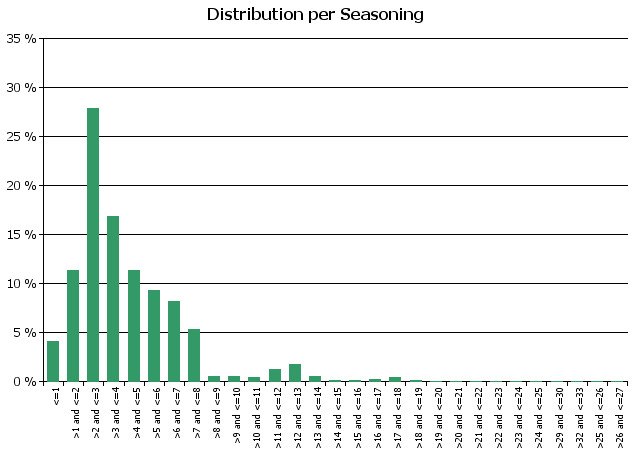 Distribution per Seasoning
35 %
30 %
25 %
20 %
15 %
10 %
5 %
0 %
<=1
>1 and <=2
>2 and <=3
>3 and <=4
>4 and <=5
>5 and <=6
>6 and <=7
>7 and <=8
>8 and <=9
>9 and <=10
>10 and <=11
>11 and <=12
>12 and <=13
>13 and <=14
>14 and <=15
>15 and <=16
>16 and <=17
>17 and <=18
>18 and <=19
>19 and <=20
>20 and <=21
>21 and <=22
>22 and <=23
>23 and <=24
>24 and <=25
>29 and <=30
>32 and <=33
>25 and <=26
>26 and <=27